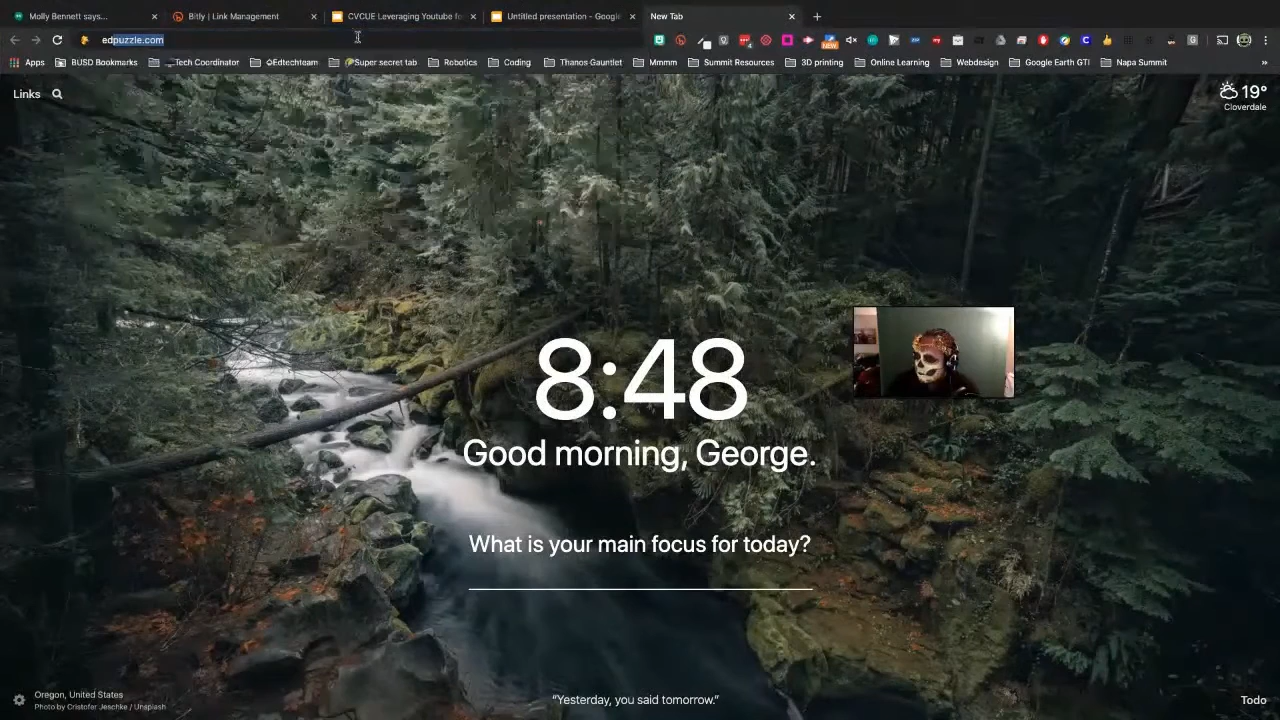 Molly Bennett says...
Bitly | Link Management
CVCUE Leveraging Youtube fo
Untitled presentation - Google
New Tab
edpuzzle.com
Apps
BUSD Bookmarks
_Tech Coordinator
Edtechteam
Super secret tab
Robotics
Coding
Thanos Gauntlet
Mmmm
Summit Resources
3D printing
Online Learning
Webdesign
Google Earth GTI
Napa Summit
Links
19°
Cloverdale
8:48
Good morning, George.
What is your main focus for today?
Oregon, United States
Photo by Cristofer Jeschke / Unsplash
“Yesterday, you said tomorrow.”
Todo